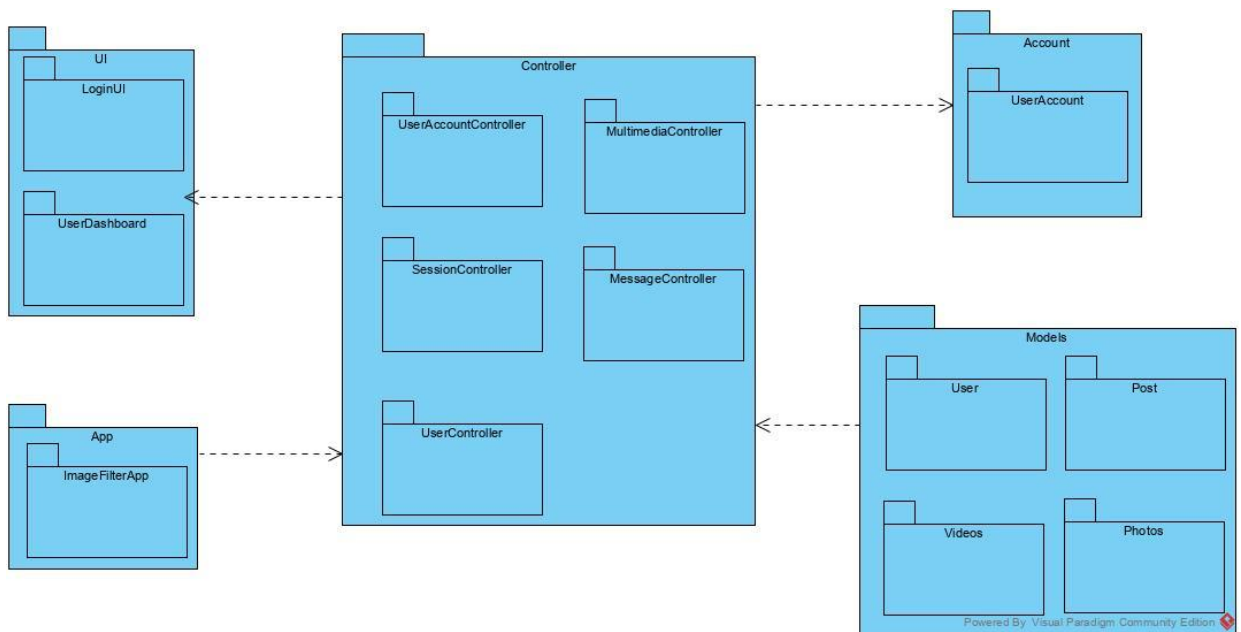 UI
LoginUI
UserDashboard
Controller
UserAccountController
MultimediaController
SessionController
MessageController
UserController
Account
UserAccount
App
ImageFilterApp
Models
User
Post
Videos
Photos
Powered By Visual Paradigm Community Edition